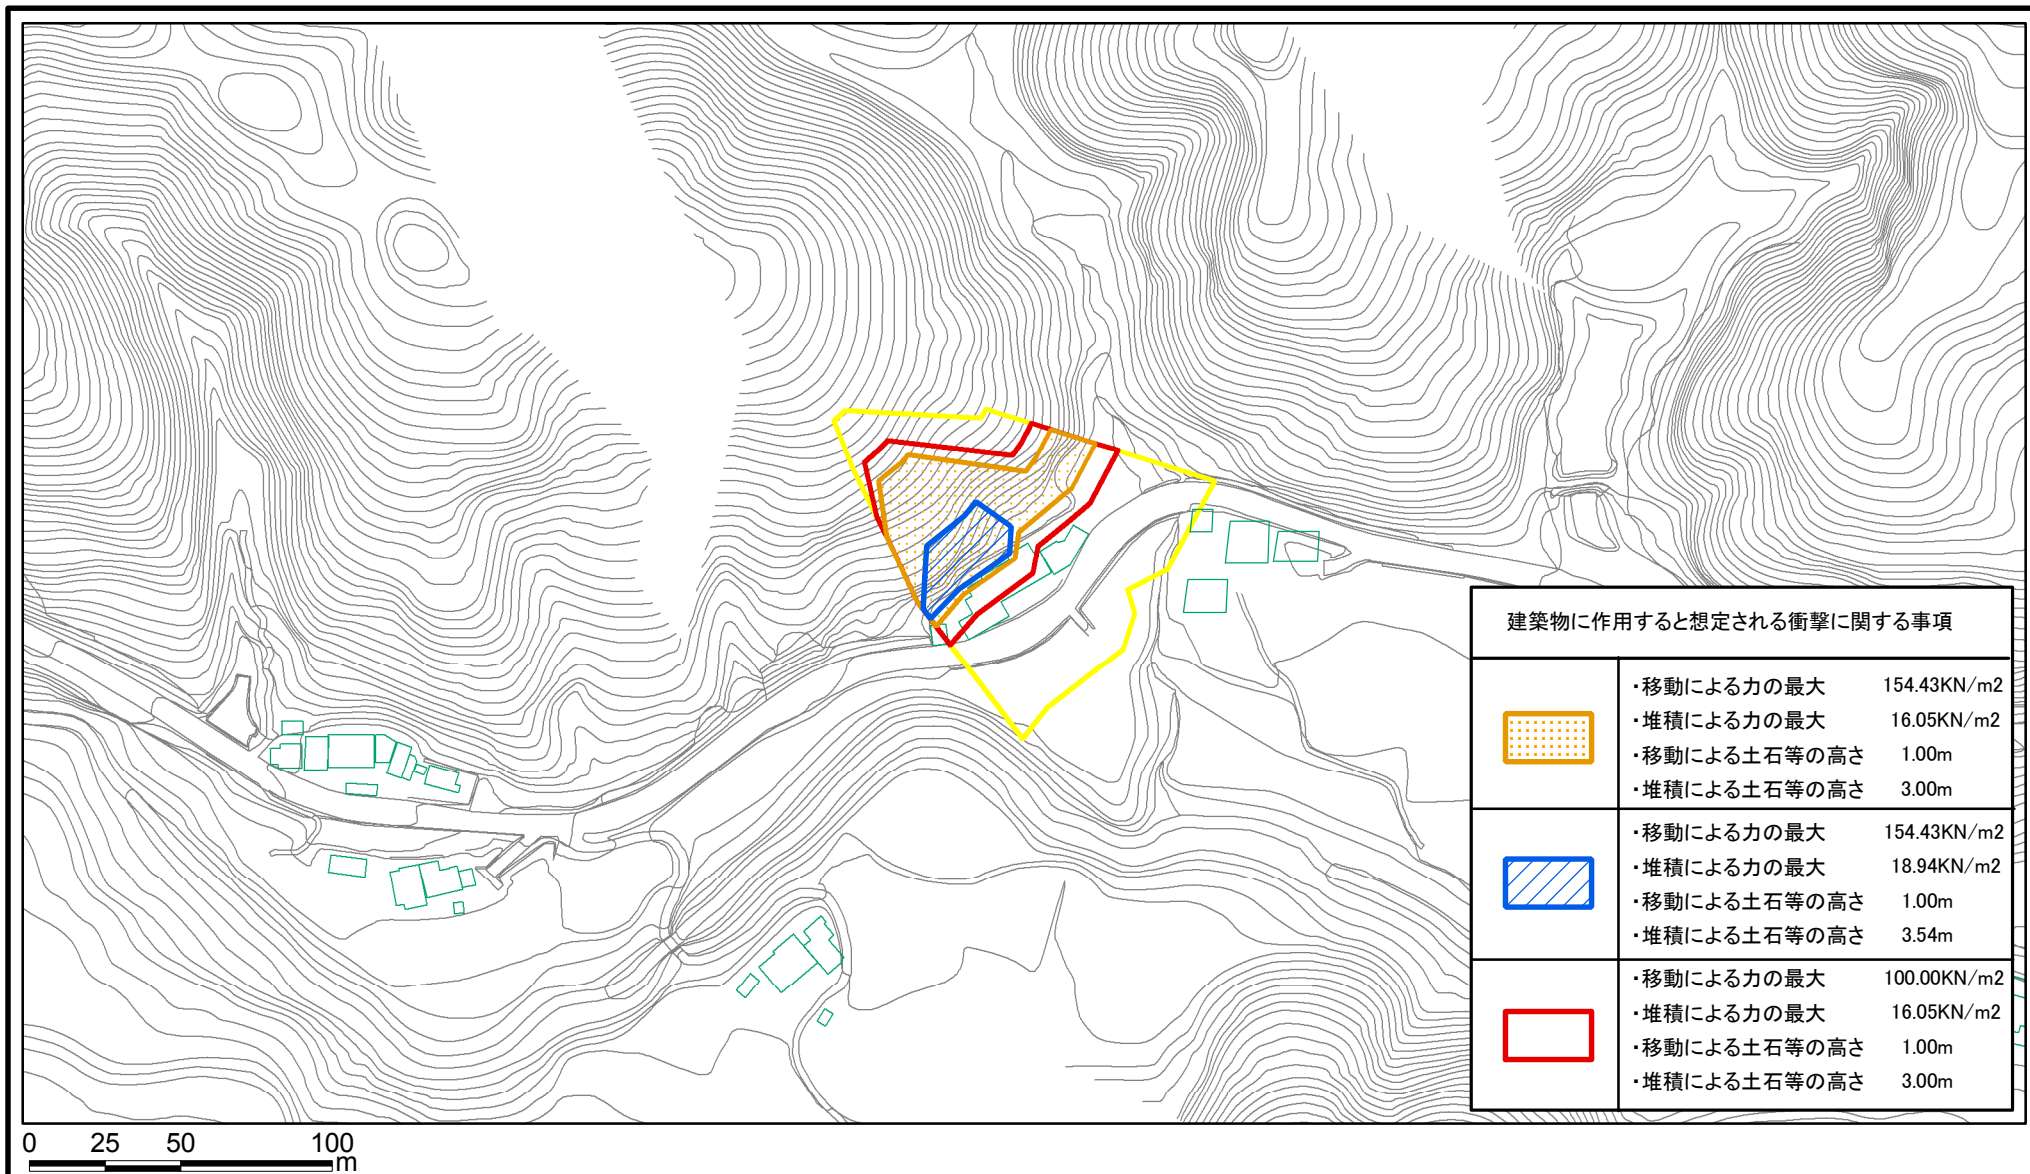 建築物に作用すると想定される衝撃に関する事項
・移動による力の最大 154.43KN/m2
・堆積による力の最大 16.05KN/m2
・移動による土石等の高さ 1.00m
・堆積による土石等の高さ 3.00m
・移動による力の最大 154.43KN/m2
・堆積による力の最大 18.94KN/m2
・移動による土石等の高さ 1.00m
・堆積による土石等の高さ 3.54m
・移動による力の最大 100.00KN/m2
・堆積による力の最大 16.05KN/m2
・移動による土石等の高さ 1.00m
・堆積による土石等の高さ 3.00m
0 25 50 100
m